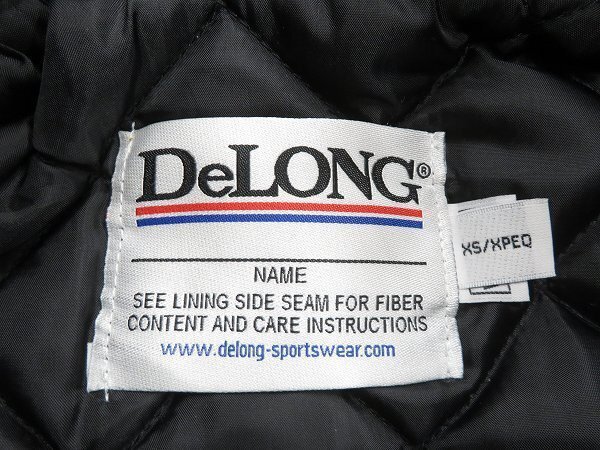 DeLONG®
NAME
SEE LINING SIDE SEAM FOR FIBER
CONTENT AND CARE INSTRUCTIONS
www.delong-sportswear.com
XS/XPEQ